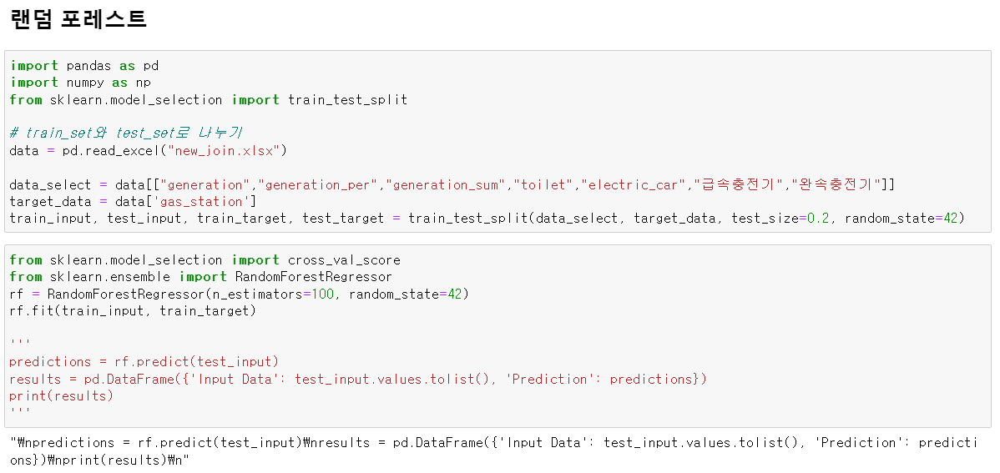 랜덤 포레스트
import pandas as pd
import numpy as np
from sklearn.model_selection import train_test_split
# train_set와 test_set로 나누기
data = pd.read_excel("new_join.xlsx")
data_select = data[["generation","generation_per","generation_sum","toilet","electric_car","급속충전기","완속충전기"]]
target_data = data['gas_station']
train_input, test_input, train_target, test_target = train_test_split(data_select, target_data, test_size=0.2, random_state=42)
from sklearn.model_selection import cross_val_score
from sklearn.ensemble import RandomForestRegressor
rf = RandomForestRegressor(n_estimators=100, random_state=42)
rf.fit(train_input, train_target)
'''
predictions = rf.predict(test_input)
results = pd.DataFrame({'Input Data': test_input.values.tolist(), 'Prediction': predictions})
print(results)
'''
"₩npredictions = rf.predict(test_input)₩nresults = pd.DataFrame({'Input Data': test_input.values.tolist(), 'Prediction': predicti
ons})₩nprint(results)₩n"